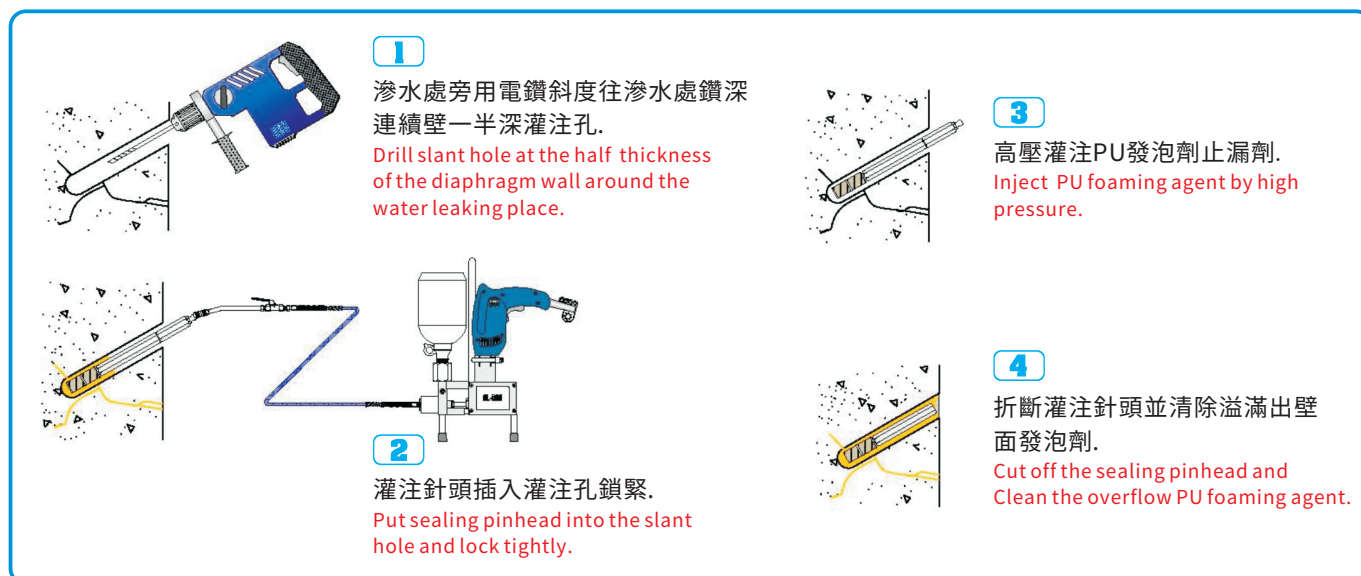 1
滲水處旁用電鑽斜度往滲水處鑽深
連續壁一半深灌注孔.
Drill slant hole at the half thickness
of the diaphragm wall around the
water leaking place.
2
灌注針頭插入灌注孔鎖緊.
Put sealing pinhead into the slant
hole and lock tightly.
3
高壓灌注PU發泡劑止漏劑.
Inject PU foaming agent by high
pressure.
4
折斷灌注針頭並清除溢滿出壁
面發泡劑.
Cut off the sealing pinhead and
Clean the overflow PU foaming agent.